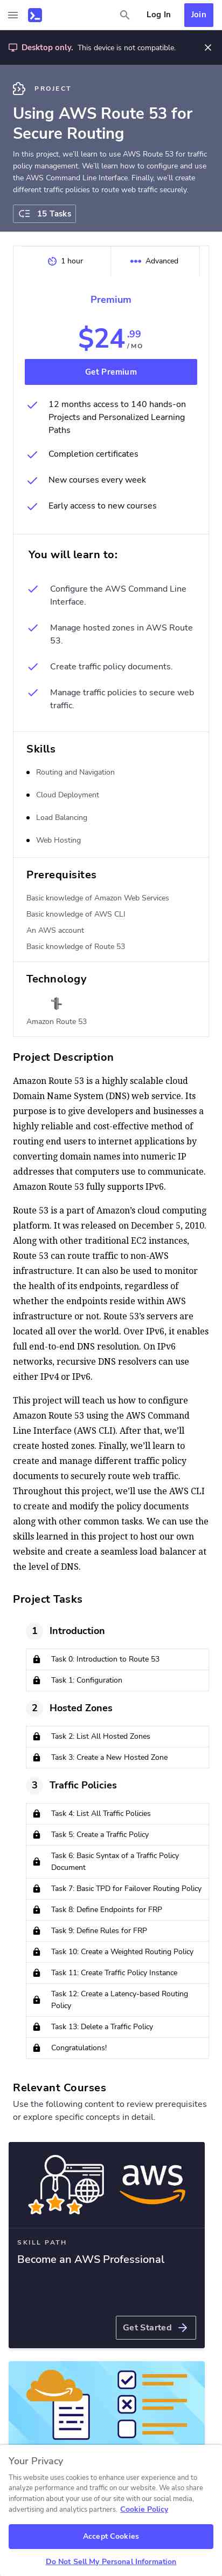 Log In
Join
Desktop only. This device is not compatible.
PROJECT
Using AWS Route 53 for
Secure Routing
In this project, we'll learn to use AWS Route 53 for traffic
policy management. We'll learn to configure and use
the AWS Command Line Interface. Finally, we'll create
different traffic policies to route web traffic securely.
15 Tasks
1 hour
Advanced
Premium
$24.99
/MO
Get Premium
12 months access to 140 hands-on
Projects and Personalized Learning
Paths
Completion certificates
New courses every week
Early access to new courses
You will learn to:
Configure the AWS Command Line
Interface.
Manage hosted zones in AWS Route
53.
Create traffic policy documents.
Manage traffic policies to secure web
traffic.
Skills
Routing and Navigation
Cloud Deployment
Load Balancing
Web Hosting
Prerequisites
Basic knowledge of Amazon Web Services
Basic knowledge of AWS CLI
An AWS account
Basic knowledge of Route 53
Technology
Amazon Route 53
Project Description
Amazon Route 53 is a highly scalable cloud
Domain Name System (DNS) web service. Its
purpose is to give developers and businesses a
highly reliable and cost-effective method of
routing end users to internet applications by
converting domain names into numeric IP
addresses that computers use to communicate.
Amazon Route 53 fully supports IPv6.
Route 53 is a part of Amazon's cloud computing
platform. It was released on December 5, 2010.
Along with other traditional EC2 instances,
Route 53 can route traffic to non-AWS
infrastructure. It can also be used to monitor
the health of its endpoints, regardless of
whether the endpoints reside within AWS
infrastructure or not. Route 53's servers are
located all over the world. Over IPv6, it enables
full end-to-end DNS resolution. On IPv6
networks, recursive DNS resolvers can use
either IPv4 or IPv6.
This project will teach us how to configure
Amazon Route 53 using the AWS Command
Line Interface (AWS CLI). After that, we'll
create hosted zones. Finally, we'll learn to
create and manage different traffic policy
documents to securely route web traffic.
Throughout this project, we'll use the AWS CLI
to create and modify the policy documents
along with other common tasks. We can use the
skills learned in this project to host our own
website and create a seamless load balancer at
the level of DNS.
Project Tasks
1 Introduction
Task 0: Introduction to Route 53
Task 1: Configuration
2 Hosted Zones
Task 2: List All Hosted Zones
Task 3: Create a New Hosted Zone
3 Traffic Policies
Task 4: List All Traffic Policies
Task 5: Create a Traffic Policy
Task 6: Basic Syntax of a Traffic Policy
Document
Task 7: Basic TPD for Failover Routing Policy
Task 8: Define Endpoints for FRP
Task 9: Define Rules for FRP
Task 10: Create a Weighted Routing Policy
Task 11: Create Traffic Policy Instance
Task 12: Create a Latency-based Routing
Policy
Task 13: Delete a Traffic Policy
Congratulations!
Relevant Courses
Use the following content to review prerequisites
or explore specific concepts in detail.
aws
SKILL PATH
Become an AWS Professional
Get Started
Your Privacy
This website uses cookies to enhance user experience and to
analyze performance and traffic on our website. We also share
information about your use of our site with our social media,
advertising and analytics partners. Cookie Policy
Accept Cookies
Do Not Sell My Personal Information